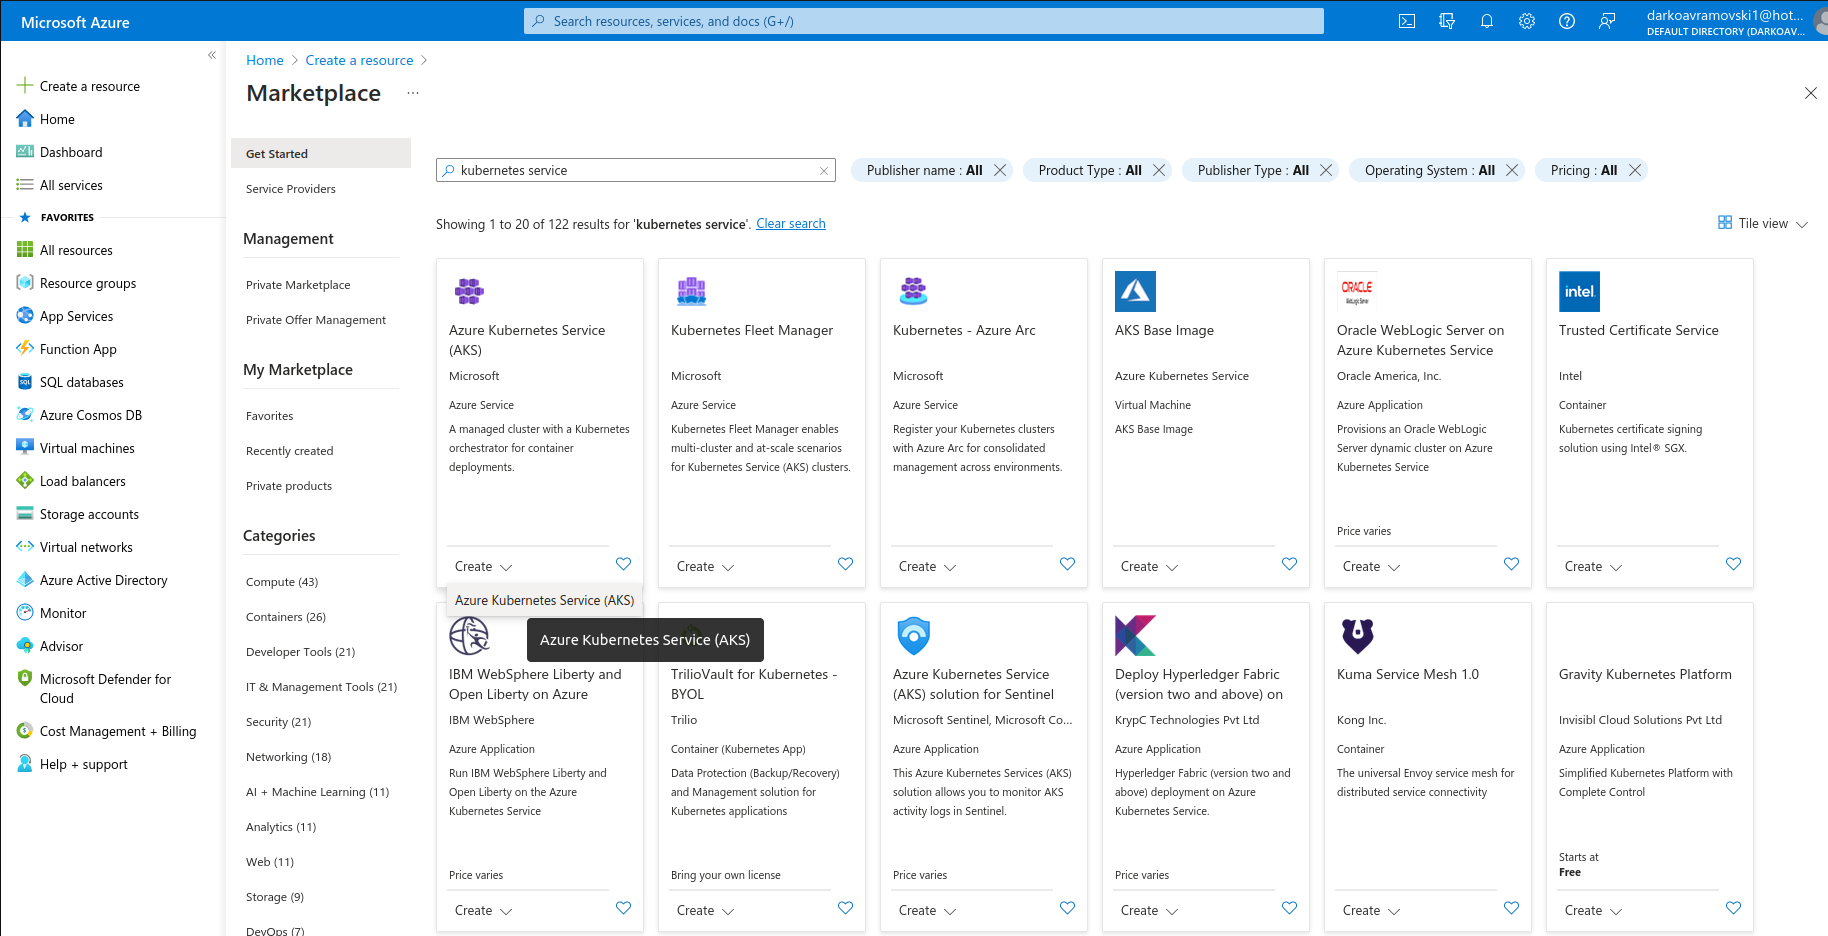 Microsoft Azure
Search resources, services, and docs (G+/)
darkoavramovski1@hot...
DEFAULT DIRECTORY (DARKOAV...
«
Create a resource
Home
Dashboard
All services
FAVORITES
All resources
Resource groups
App Services
Function App
SQL databases
Azure Cosmos DB
Virtual machines
Load balancers
Storage accounts
Virtual networks
Azure Active Directory
Monitor
Advisor
Microsoft Defender for
Cloud
Cost Management + Billing
Help + support
Home > Create a resource >
Marketplace ...
Get Started
Service Providers
Management
Private Marketplace
Private Offer Management
My Marketplace
Favorites
Recently created
Private products
Categories
Compute (43)
Containers (26)
Developer Tools (21)
IT & Management Tools (21)
Security (21)
Networking (18)
AI + Machine Learning (11)
Analytics (11)
Web (11)
Storage (9)
DevOps (7)
kubernetes service
Publisher name : All
Product Type : All
Publisher Type : All
Operating System : All
Pricing : All
Showing 1 to 20 of 122 results for 'kubernetes service'. Clear search
Tile view
Azure Kubernetes Service
(AKS)
Microsoft
Azure Service
A managed cluster with a Kubernetes
orchestrator for container
deployments.
Create
Kubernetes Fleet Manager
Microsoft
Azure Service
Kubernetes Fleet Manager enables
multi-cluster and at-scale scenarios
for Kubernetes Service (AKS) clusters.
Create
Kubernetes - Azure Arc
Microsoft
Azure Service
Register your Kubernetes clusters
with Azure Arc for consolidated
management across environments.
Create
AKS Base Image
Azure Kubernetes Service
Virtual Machine
AKS Base Image
Create
ORACLE
WebLogic Server
Oracle WebLogic Server on
Azure Kubernetes Service
Oracle America, Inc.
Azure Application
Provisions an Oracle WebLogic
Server dynamic cluster on Azure
Kubernetes Service
Price varies
Create
intel.
Trusted Certificate Service
Intel
Container
Kubernetes certificate signing
solution using Intel® SGX.
Create
Azure Kubernetes Service (AKS)
Azure Kubernetes Service (AKS)
IBM WebSphere Liberty and
Open Liberty on Azure
IBM WebSphere
Azure Application
Run IBM WebSphere Liberty and
Open Liberty on the Azure
Kubernetes Service
Price varies
Create
TrilioVault for Kubernetes -
BYOL
Trilio
Container (Kubernetes App)
Data Protection (Backup/Recovery)
and Management solution for
Kubernetes applications
Bring your own license
Create
Azure Kubernetes Service
(AKS) solution for Sentinel
Microsoft Sentinel, Microsoft Co...
Azure Application
This Azure Kubernetes Services (AKS)
solution allows you to monitor AKS
activity logs in Sentinel.
Price varies
Create
Deploy Hyperledger Fabric
(version two and above) on
KrypC Technologies Pvt Ltd
Azure Application
Hyperledger Fabric (version two and
above) deployment on Azure
Kubernetes Service.
Price varies
Create
Kuma Service Mesh 1.0
Kong Inc.
Container
The universal Envoy service mesh for
distributed service connectivity
Create
Gravity Kubernetes Platform
Invisibl Cloud Solutions Pvt Ltd
Azure Application
Simplified Kubernetes Platform with
Complete Control
Starts at
Free
Create